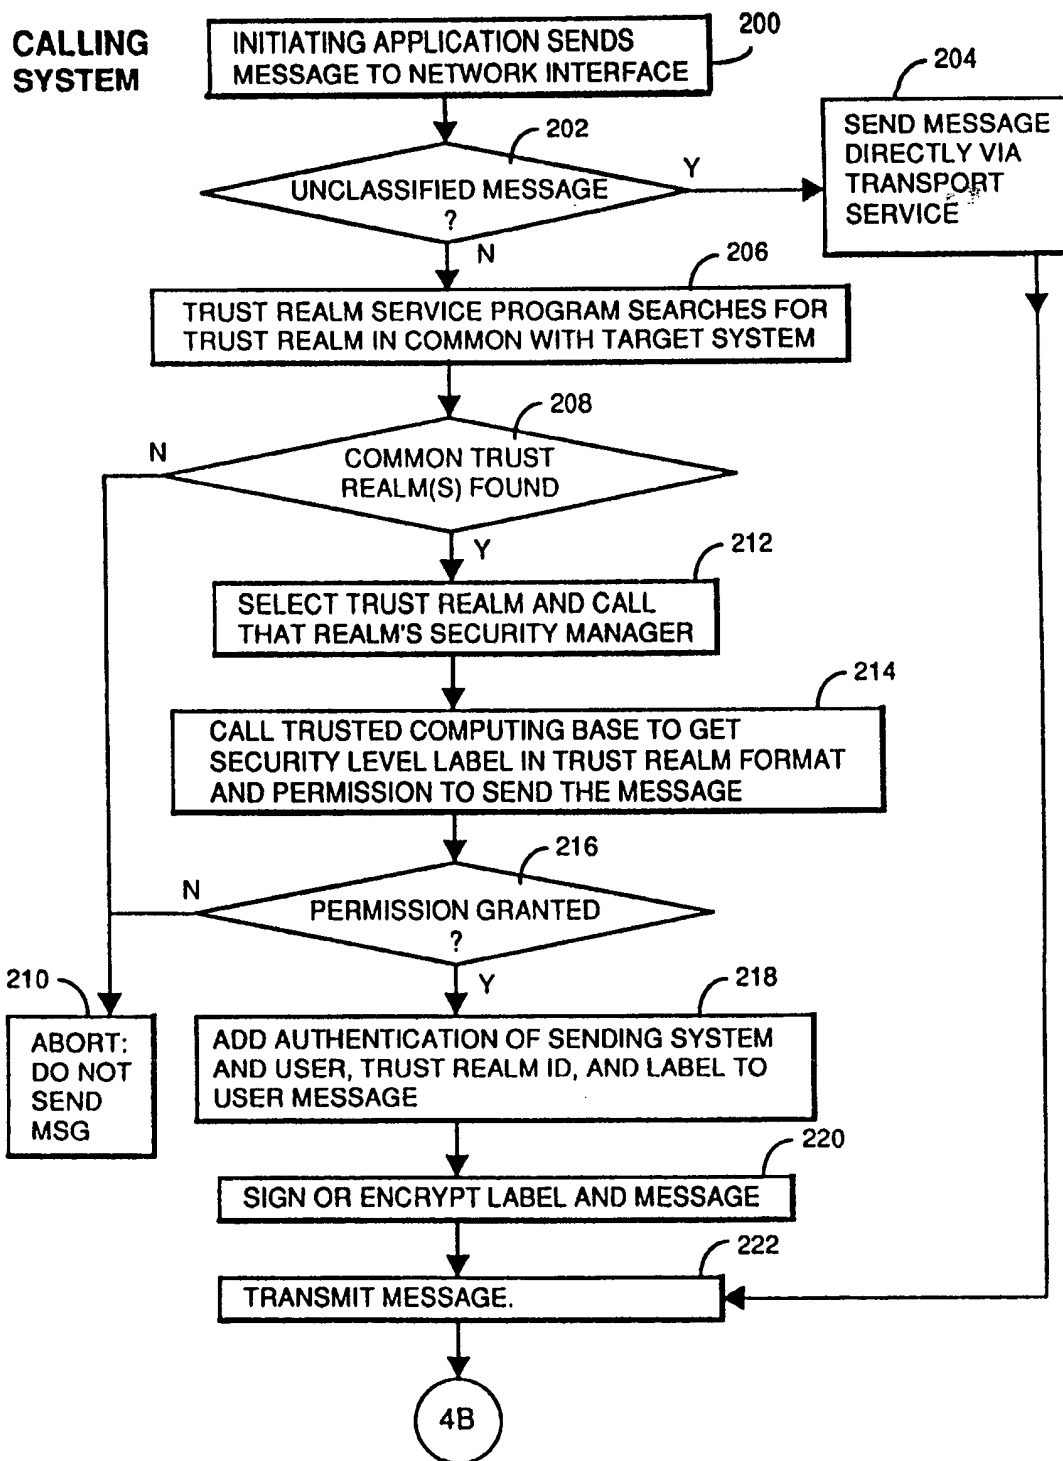 CALLING
SYSTEM
INITIATING APPLICATION SENDS
MESSAGE TO NETWORK INTERFACE
200
204
SEND MESSAGE
DIRECTLY VIA
TRANSPORT
SERVICE
202
UNCLASSIFIED MESSAGE
?
Y
N
206
TRUST REALM SERVICE PROGRAM SEARCHES FOR
TRUST REALM IN COMMON WITH TARGET SYSTEM
208
N
COMMON TRUST
REALM(S) FOUND
Y
212
SELECT TRUST REALM AND CALL
THAT REALM'S SECURITY MANAGER
214
CALL TRUSTED COMPUTING BASE TO GET
SECURITY LEVEL LABEL IN TRUST REALM FORMAT
AND PERMISSION TO SEND THE MESSAGE
216
N
PERMISSION GRANTED
?
Y
210
ABORT:
DO NOT
SEND
MSG
218
ADD AUTHENTICATION OF SENDING SYSTEM
AND USER, TRUST REALM ID, AND LABEL TO
USER MESSAGE
220
SIGN OR ENCRYPT LABEL AND MESSAGE
222
TRANSMIT MESSAGE.
4B